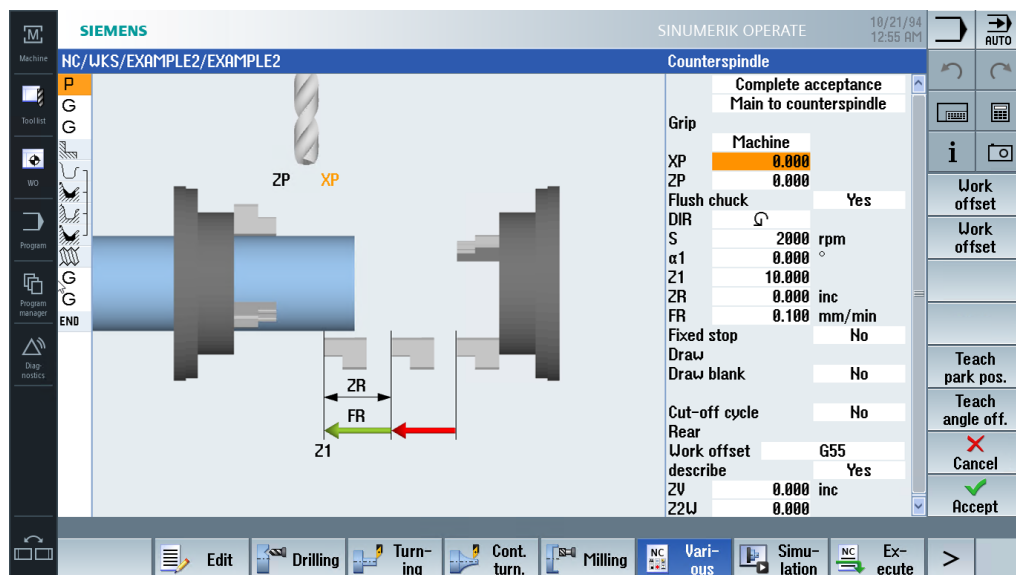 SIEMENS
SINUMERIK OPERATE
10/21/94
12:55 AM
M
Machine
AUTO
NC/WKS/EXAMPLE2/EXAMPLE2
Counterspindle
P
G
G
G
G
END
Tool list
WO
Program
Program
manager
Diag-
nostics
ZP XP
ZR
FR
Z1
Complete acceptance
Main to counterspindle
Grip
Machine
XP 0.000
ZP 0.000
Flush chuck Yes
DIR
S 2000 rpm
α1 0.000 °
Z1 10.000
ZR 0.000 inc
FR 0.100 mm/min
Fixed stop No
Draw
Draw blank No
Cut-off cycle No
Rear
Work offset G55
describe Yes
ZV 0.000 inc
Z2W 0.000
i
Work
offset
Work
offset
Teach
park pos.
Teach
angle off.
Cancel
Accept
Edit
Drilling
Turn-
ing
Cont.
turn.
Milling
NC
Vari-
ous
Simu-
lation
NC
Ex-
ecute
>